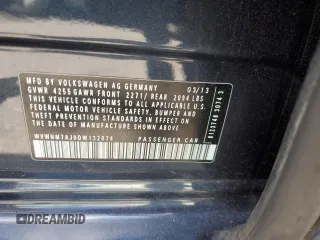 MFD BY VOLKSWAGEN AG GERMANY 03/13
GVWR 4255 GAWR FRONT 2271/ REAR 2094 LBS
THIS VEHICLE CONFORMS TO ALL APPLICABLE U.S.
FEDERAL MOTOR VEHICLE SAFETY, BUMPER AND
THEFT PREVENTION STANDARDS IN EFFECT ON THE
DATE OF MANUFACTURE SHOWN ABOVE
PASSENGER CAR
DREAMBID